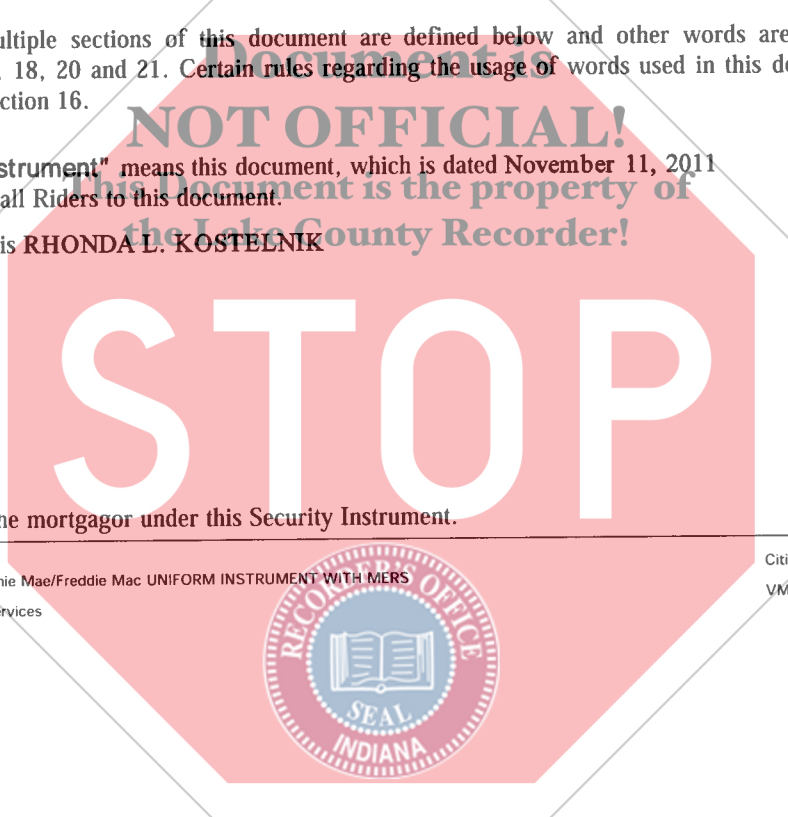 ultiple sections of this document are defined below and other words are
Document is
, 18, 20 and 21. Certain rules regarding the usage of words used in this do
ction 16.
NOT OFFICIAL!
strument" means this document, which is dated November 11, 2011
This Document is the property of
all Riders to this document.
the Lake County Recorder!
is RHONDA L. KOSTELNIK
STOP
he mortgagor under this Security Instrument.
nie Mae/Freddie Mac UNIFORM INSTRUMENT WITH MERS
Citi
VM
rvices
RECORDER'S OFFICE
SEAL
INDIANA